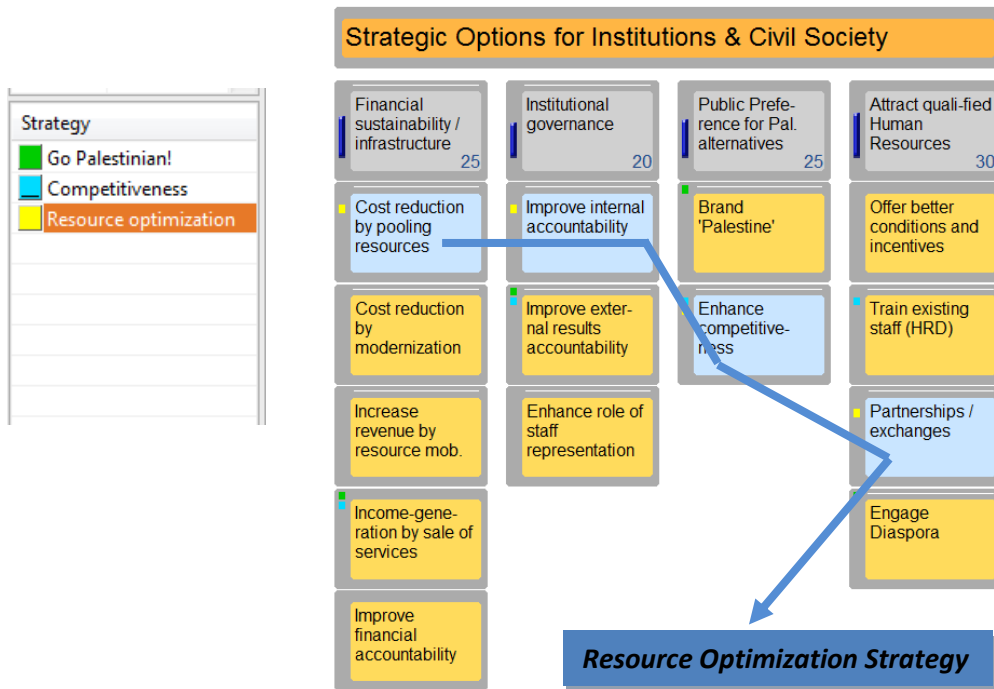 Strategic Options for Institutions & Civil Society
Strategy
Go Palestinian!
Competitiveness
Resource optimization
Financial
sustainability /
infrastructure
25
Cost reduction
by pooling
resources
Cost reduction
by
modernization
Increase
revenue by
resource mob.
Income-gene-
ration by sale of
services
Improve
financial
accountability
Institutional
governance
20
Improve internal
accountability
Improve exter-
nal results
accountability
Enhance role of
staff
representation
Public Prefe-
rence for Pal.
alternatives
25
Brand
'Palestine'
Enhance
competitive-
ness
Attract quali-fied
Human
Resources
30
Offer better
conditions and
incentives
Train existing
staff (HRD)
Partnerships /
exchanges
Engage
Diaspora
Resource Optimization Strategy